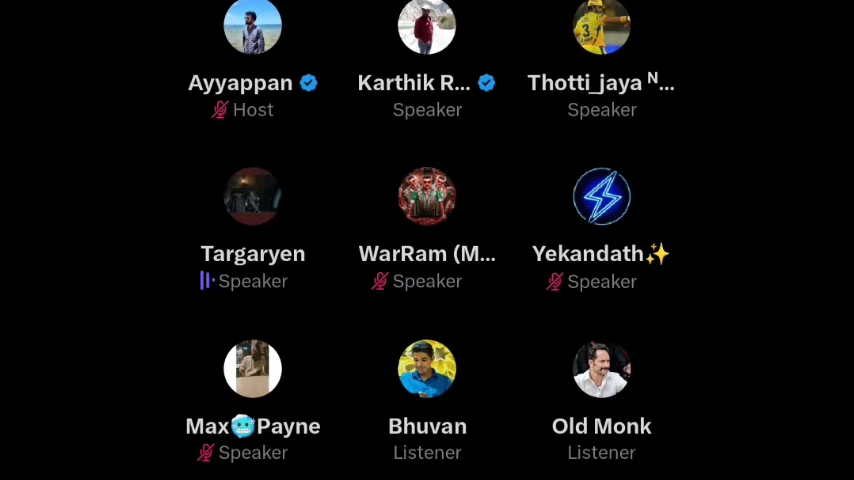 Ayyappan Karthik R... Thotti_jaya ᴺ...
Host Speaker Speaker
Targaryen WarRam (M... Yekandath✨
Speaker Speaker Speaker
Max🥶Payne Bhuvan Old Monk
Speaker Listener Listener